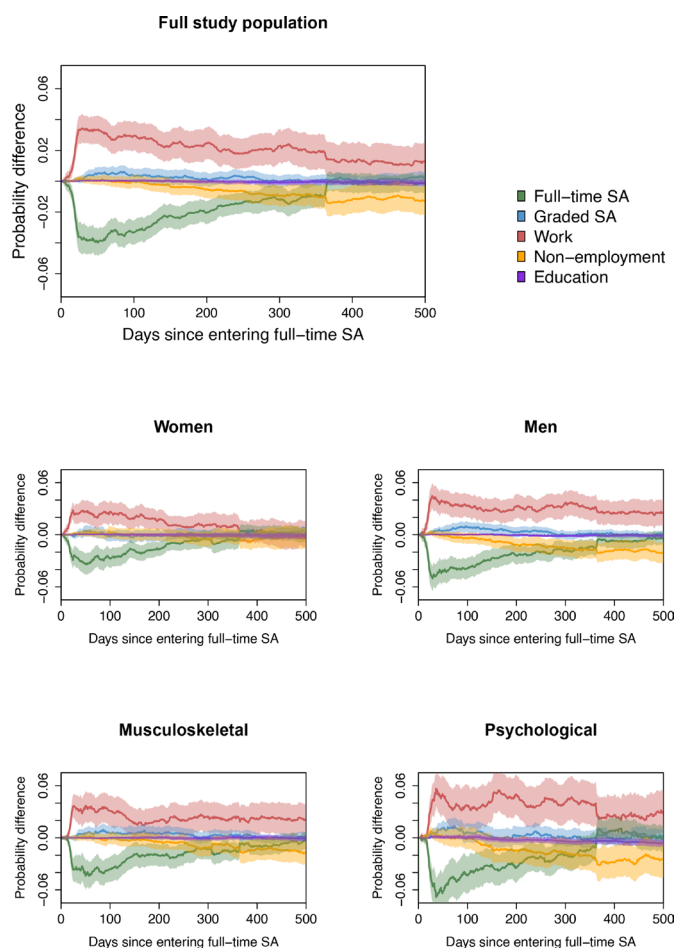 Full study population
Probability difference
0.06
0.02
−0.02
−0.06
0 100 200 300 400 500
Days since entering full−time SA
Full−time SA
Graded SA
Work
Non−employment
Education
Women
Probability difference
0.06
0.00
−0.06
0 100 200 300 400 500
Days since entering full−time SA
Men
Probability difference
0.06
0.00
−0.06
0 100 200 300 400 500
Days since entering full−time SA
Musculoskeletal
Probability difference
0.06
0.00
−0.06
0 100 200 300 400 500
Days since entering full−time SA
Psychological
Probability difference
0.06
0.00
−0.06
0 100 200 300 400 500
Days since entering full−time SA